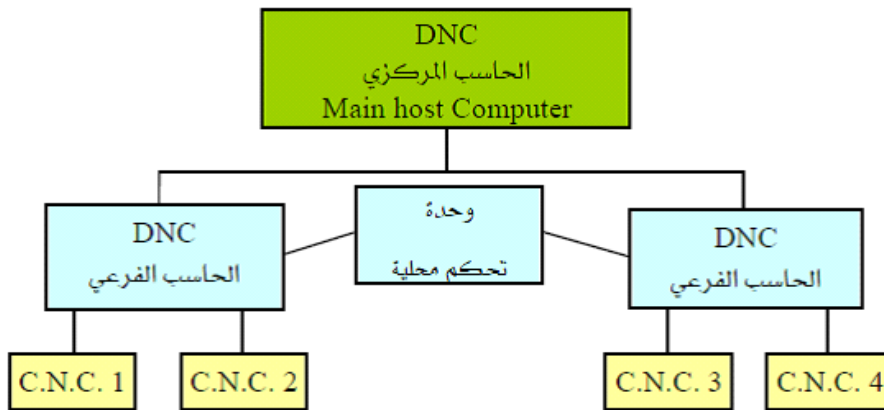 DNC
الحاسب المركزي
Main host Computer
DNC
الحاسب الفرعي
وحدة
تحكم محلية
DNC
الحاسب الفرعي
C.N.C. 1
C.N.C. 2
C.N.C. 3
C.N.C. 4